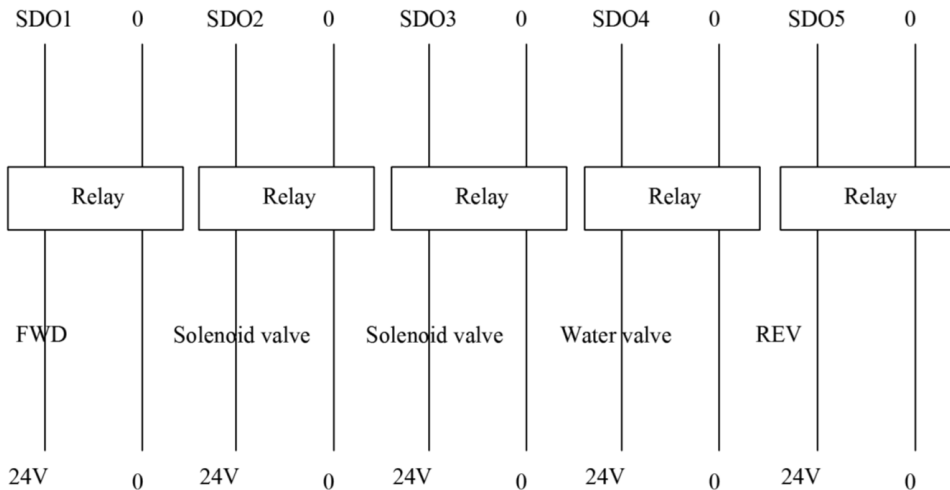 SDO1 0 SDO2 0 SDO3 0 SDO4 0 SDO5 0
Relay Relay Relay Relay Relay
FWD Solenoid valve Solenoid valve Water valve REV
24V 0 24V 0 24V 0 24V 0 24V 0